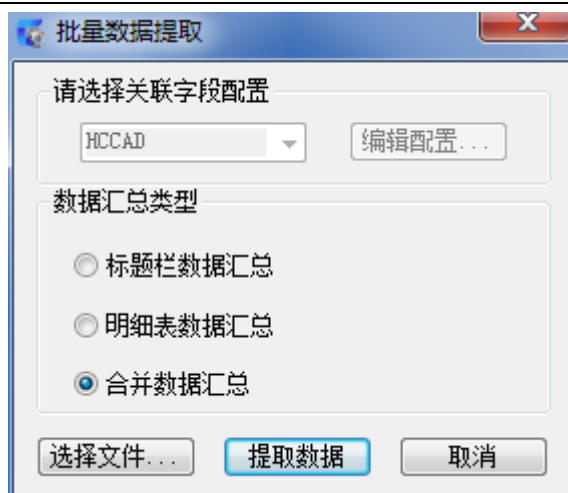 批量数据提取
请选择关联字段配置
HCCAD
编辑配置...
数据汇总类型
标题栏数据汇总
明细表数据汇总
合并数据汇总
选择文件...
提取数据
取消